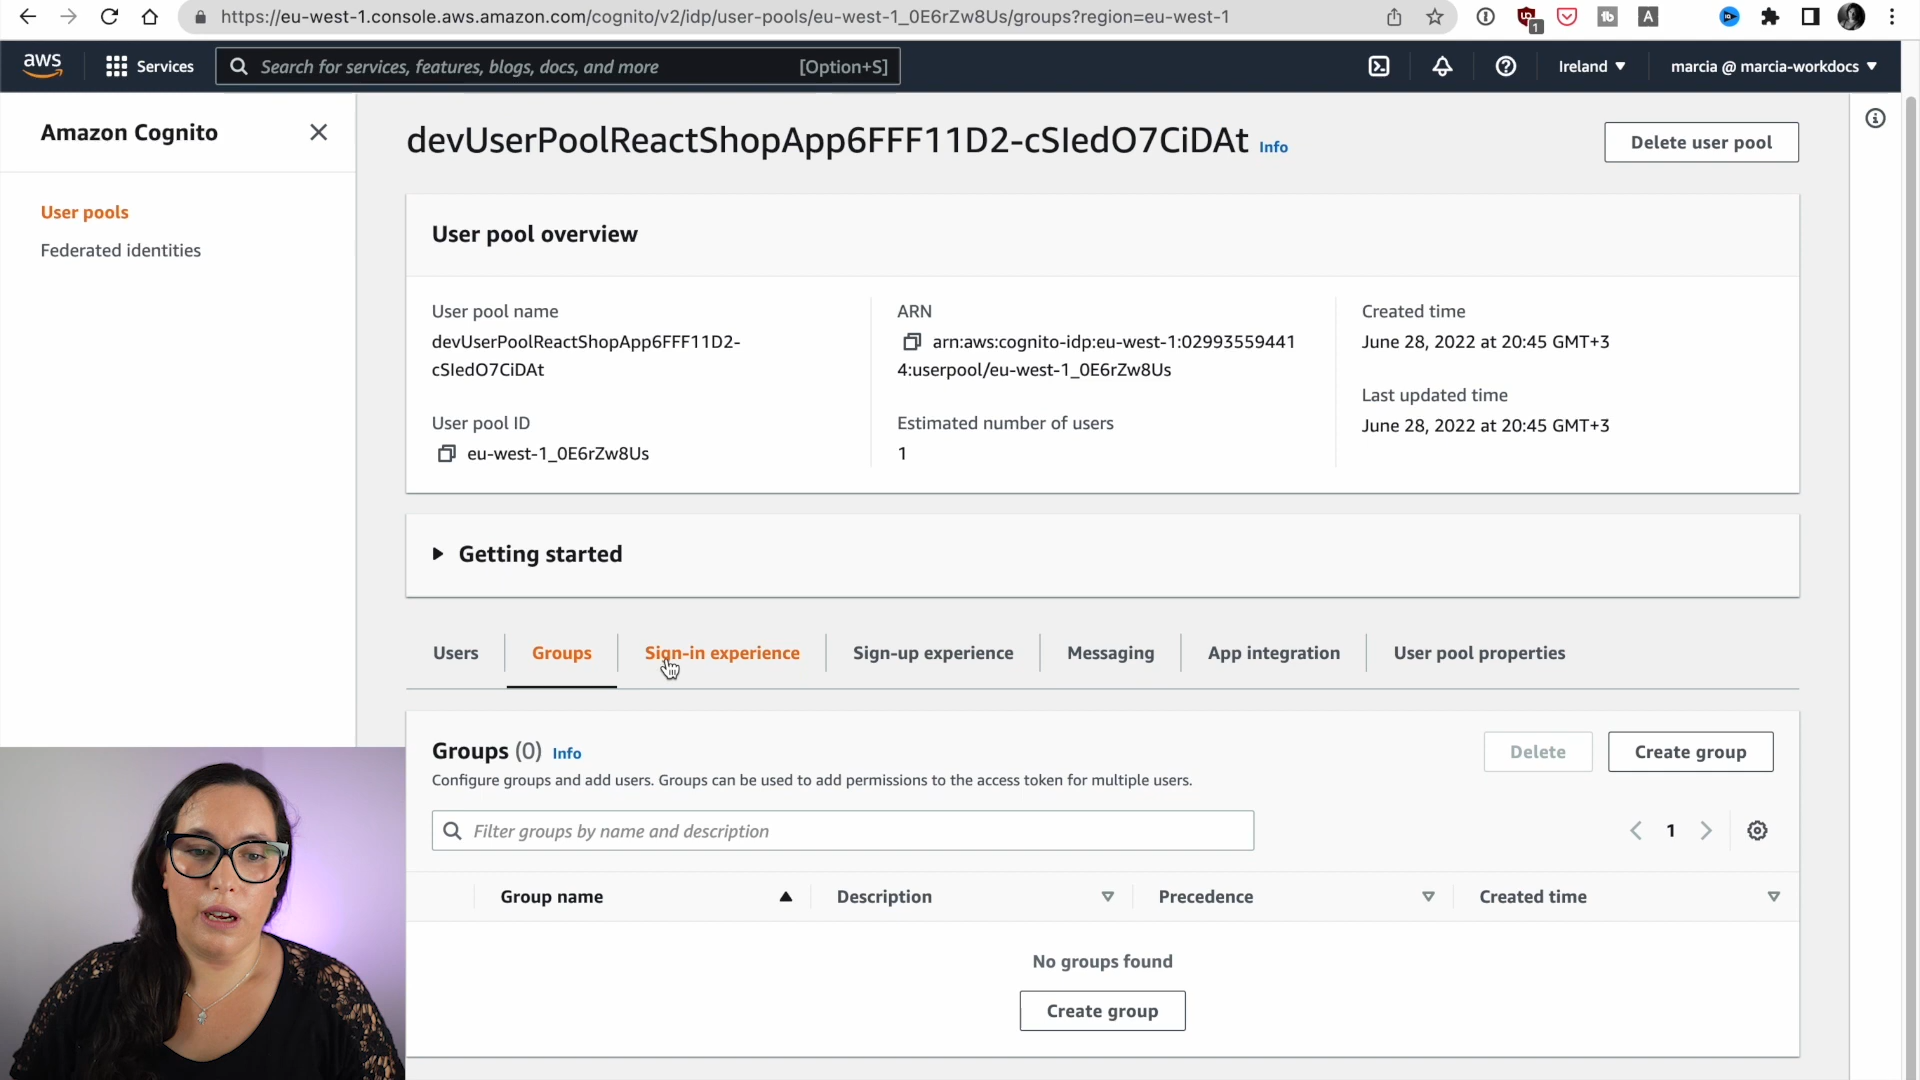 https://eu-west-1.console.aws.amazon.com/cognito/v2/idp/user-pools/eu-west-1_0E6rZw8Us/groups?region=eu-west-1
1
aws
Services
Search for services, features, blogs, docs, and more
[Option+S]
Ireland
marcia @ marcia-workdocs
Amazon Cognito
User pools
Federated identities
devUserPoolReactShopApp6FFF11D2-cSIedO7CiDAt Info
Delete user pool
User pool overview
User pool name
devUserPoolReactShopApp6FFF11D2-
cSIedO7CiDAt
User pool ID
eu-west-1_0E6rZw8Us
ARN
arn:aws:cognito-idp:eu-west-1:02993559441
4:userpool/eu-west-1_0E6rZw8Us
Estimated number of users
1
Created time
June 28, 2022 at 20:45 GMT+3
Last updated time
June 28, 2022 at 20:45 GMT+3
Getting started
Users
Groups
Sign-in experience
Sign-up experience
Messaging
App integration
User pool properties
Groups (0) Info
Configure groups and add users. Groups can be used to add permissions to the access token for multiple users.
Delete
Create group
Filter groups by name and description
1
Group name
Description
Precedence
Created time
No groups found
Create group